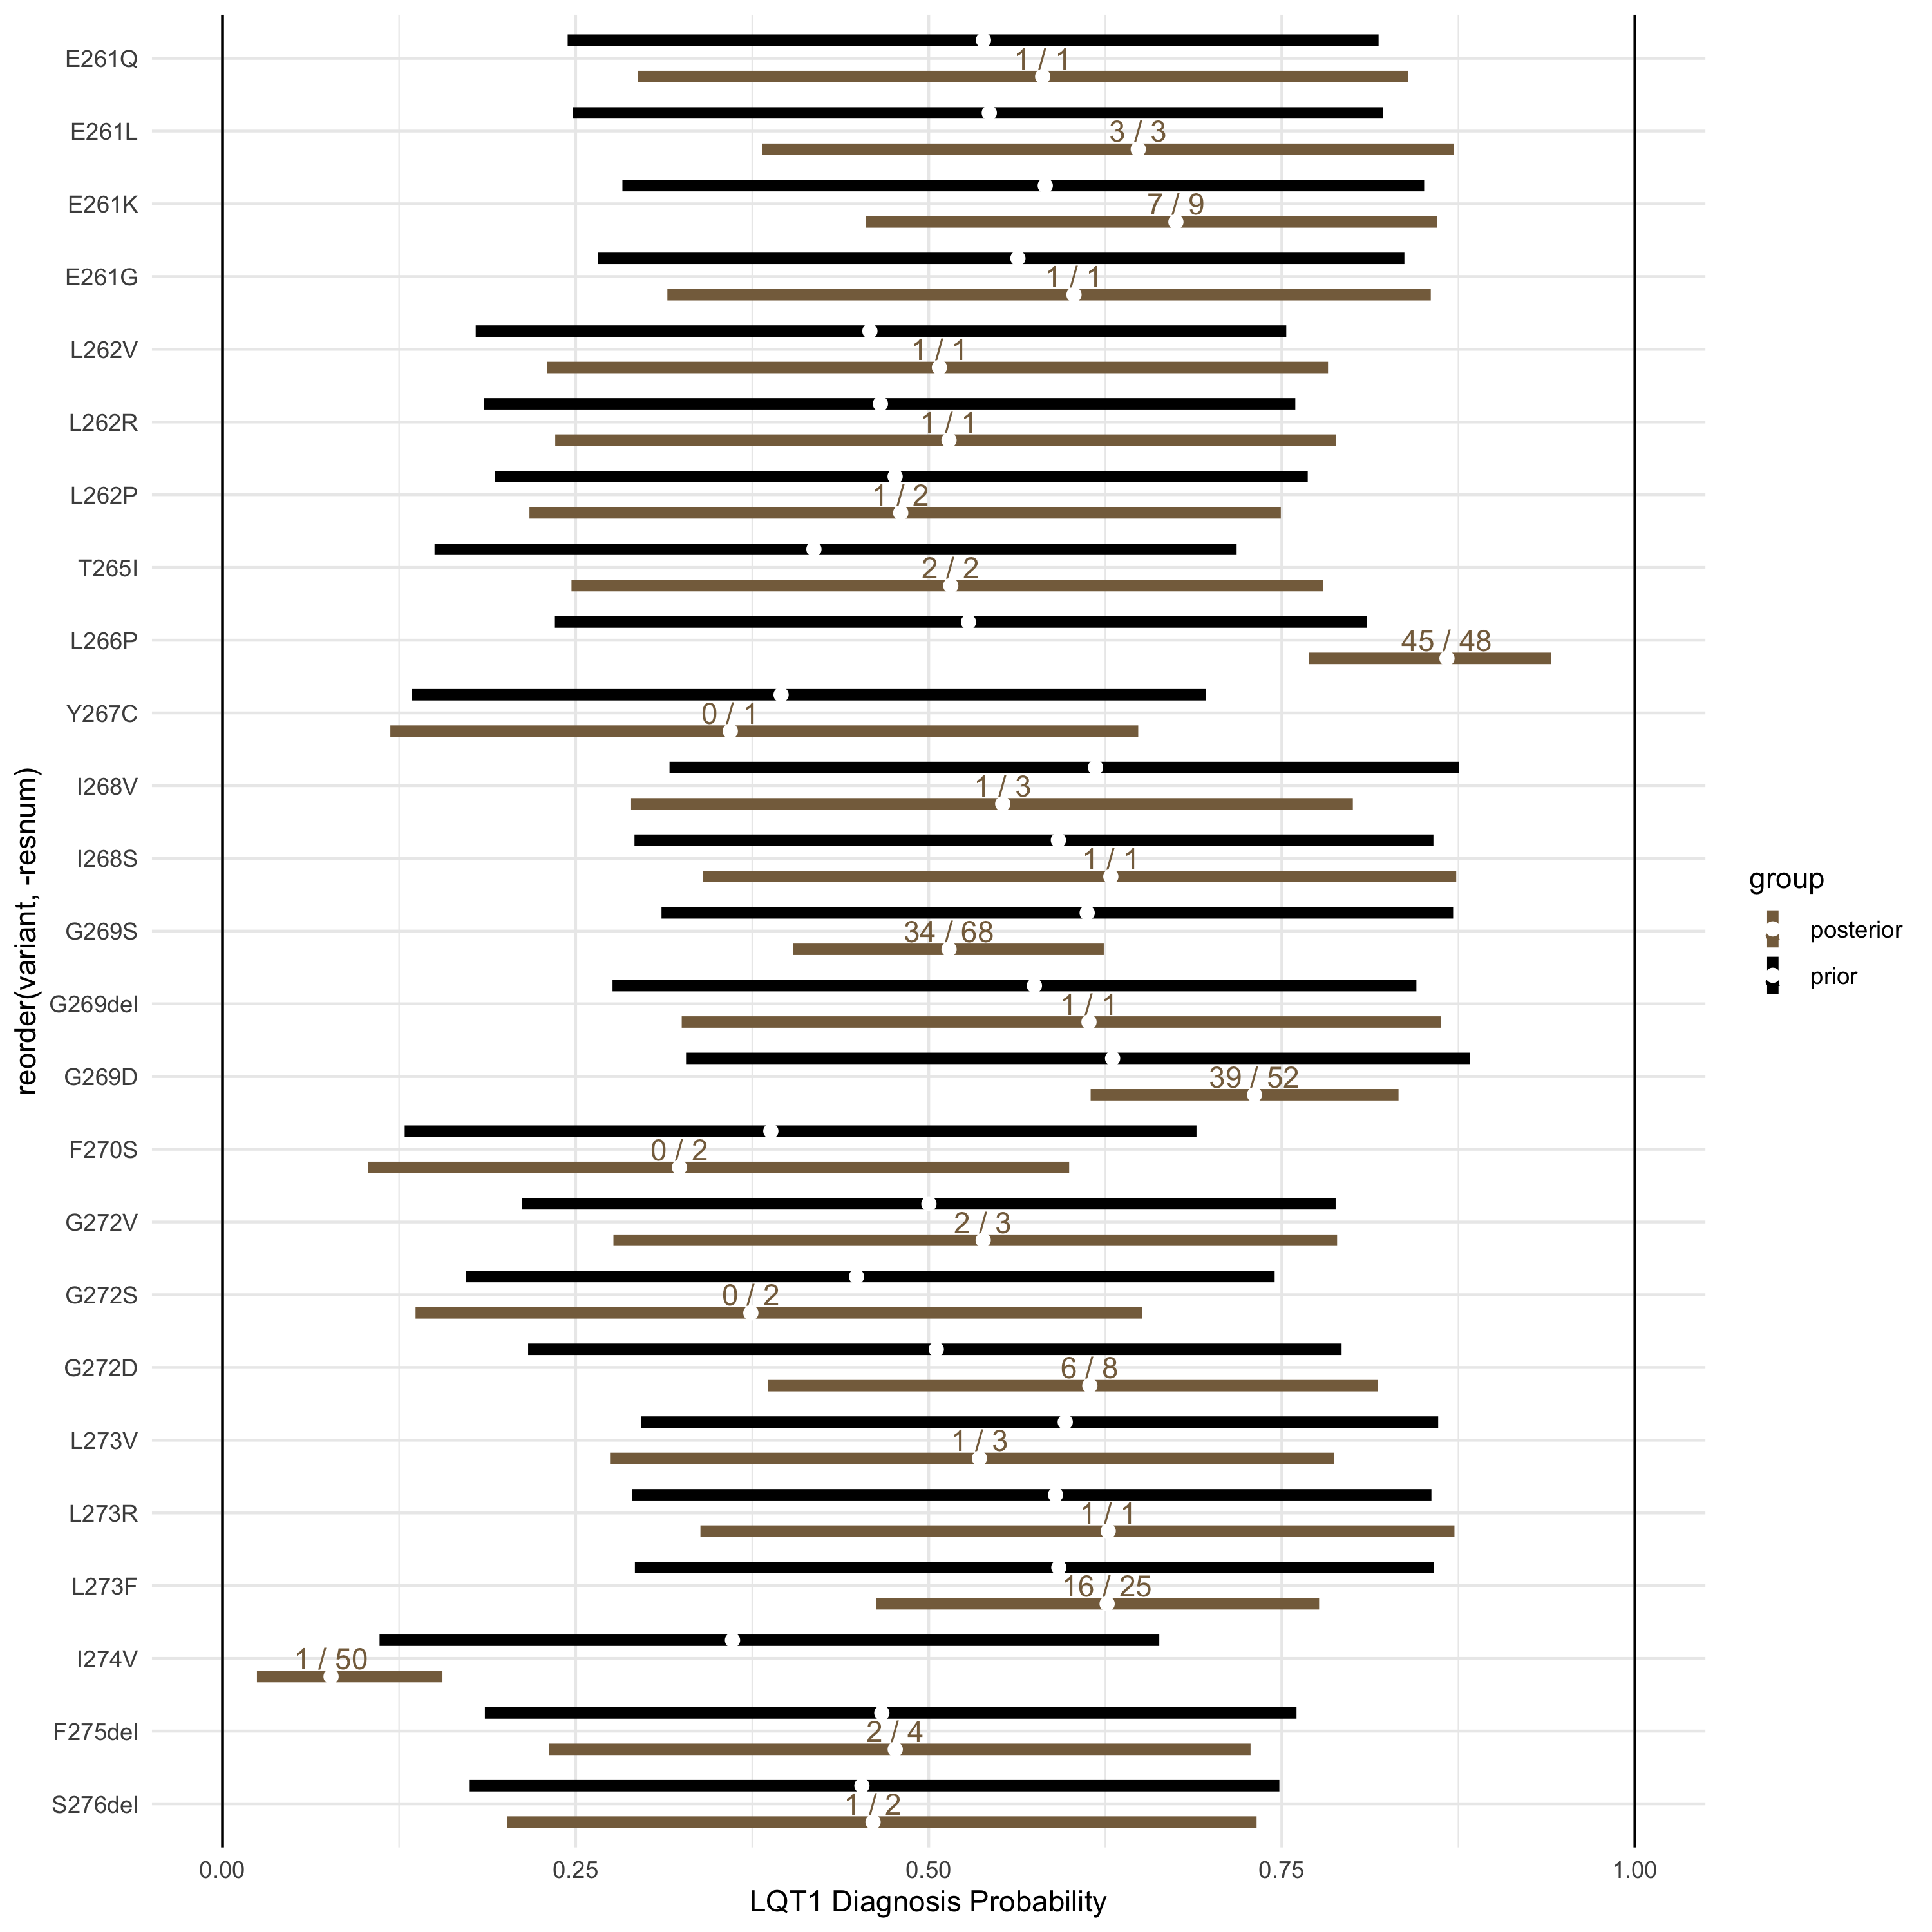 E261Q
1 / 1
E261L
3 / 3
E261K
7 / 9
E261G
1 / 1
L262V
1 / 1
L262R
1 / 1
L262P
1 / 2
T265I
2 / 2
L266P
45 / 48
Y267C
0 / 1
I268V
1 / 3
I268S
1 / 1
G269S
34 / 68
G269del
1 / 1
G269D
39 / 52
F270S
0 / 2
G272V
2 / 3
G272S
0 / 2
G272D
6 / 8
L273V
1 / 3
L273R
1 / 1
L273F
16 / 25
I274V
1 / 50
F275del
2 / 4
S276del
1 / 2
0.00 0.25 0.50 0.75 1.00
LQT1 Diagnosis Probability
reorder(variant, -resnum)
group
posterior
prior